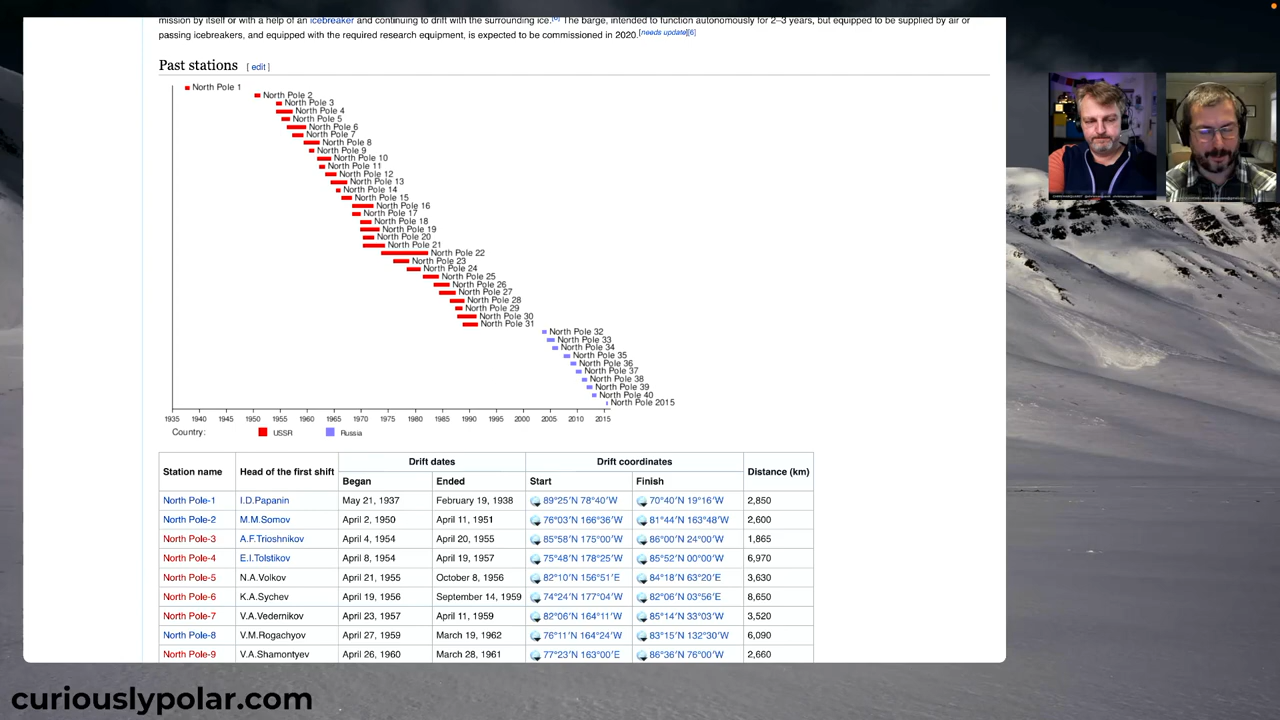 mission by itself or with a help of an icebreaker and continuing to drift with the surrounding ice.[6] The barge, intended to function autonomously for 2–3 years, but equipped to be supplied by air or
passing icebreakers, and equipped with the required research equipment, is expected to be commissioned in 2020.[needs update][6]
Past stations [ edit ]
North Pole 1
North Pole 2
North Pole 3
North Pole 4
North Pole 5
North Pole 6
North Pole 7
North Pole 8
North Pole 9
North Pole 10
North Pole 11
North Pole 12
North Pole 13
North Pole 14
North Pole 15
North Pole 16
North Pole 17
North Pole 18
North Pole 19
North Pole 20
North Pole 21
North Pole 22
North Pole 23
North Pole 24
North Pole 25
North Pole 26
North Pole 27
North Pole 28
North Pole 29
North Pole 30
North Pole 31
North Pole 32
North Pole 33
North Pole 34
North Pole 35
North Pole 36
North Pole 37
North Pole 38
North Pole 39
North Pole 40
North Pole 2015
1935 1940 1945 1950 1955 1960 1965 1970 1975 1980 1985 1990 1995 2000 2005 2010 2015
Country: USSR Russia
Station name Head of the first shift Drift dates Drift coordinates Distance (km)
Began Ended Start Finish
North Pole-1 I.D.Papanin May 21, 1937 February 19, 1938 89°25′N 78°40′W 70°40′N 19°16′W 2,850
North Pole-2 M.M.Somov April 2, 1950 April 11, 1951 76°03′N 166°36′W 81°44′N 163°48′W 2,600
North Pole-3 A.F.Trioshnikov April 4, 1954 April 20, 1955 85°58′N 175°00′W 86°00′N 24°00′W 1,865
North Pole-4 E.I.Tolstikov April 8, 1954 April 19, 1957 75°48′N 178°25′W 85°52′N 00°00′W 6,970
North Pole-5 N.A.Volkov April 21, 1955 October 8, 1956 82°10′N 156°51′E 84°18′N 63°20′E 3,630
North Pole-6 K.A.Sychev April 19, 1956 September 14, 1959 74°24′N 177°04′W 82°06′N 03°56′E 8,650
North Pole-7 V.A.Vedernikov April 23, 1957 April 11, 1959 82°06′N 164°11′W 85°14′N 33°03′W 3,520
North Pole-8 V.M.Rogachyov April 27, 1959 March 19, 1962 76°11′N 164°24′W 83°15′N 132°30′W 6,090
North Pole-9 V.A.Shamontyev April 26, 1960 March 28, 1961 77°23′N 163°00′E 86°36′N 76°00′W 2,660
curiouslypolar.com